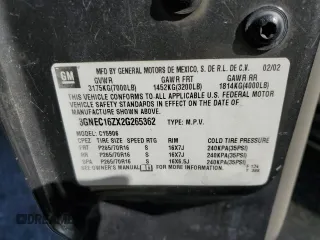 GM
MFD BY GENERAL MOTORS DE MEXICO, S. DE R.L. DE C.V. 02/02
GVWR GAWR FRT GAWR RR
3175KG(7000LB) 1452KG(3200LB) 1814KG(4000LB)
THIS VEHICLE CONFORMS TO ALL APPLICABLE U.S. FEDERAL
MOTOR VEHICLE SAFETY STANDARDS IN EFFECT ON THE DATE
OF MANUFACTURE SHOWN ABOVE.
3GNEC16ZX2G265362 TYPE: M.P.V.
MODEL: C15906
TIRE SIZE SPEED RTG RIM COLD TIRE PRESSURE
FRT P265/70R16 S 16X7J 240KPA(35PSI)
RR P265/70R16 S 16X7J 240KPA(35PSI)
SPA P265/70R16 S 16X6.5J 240KPA(35PSI)
SEE OWNER'S MANUAL FOR MORE INFORMATION.